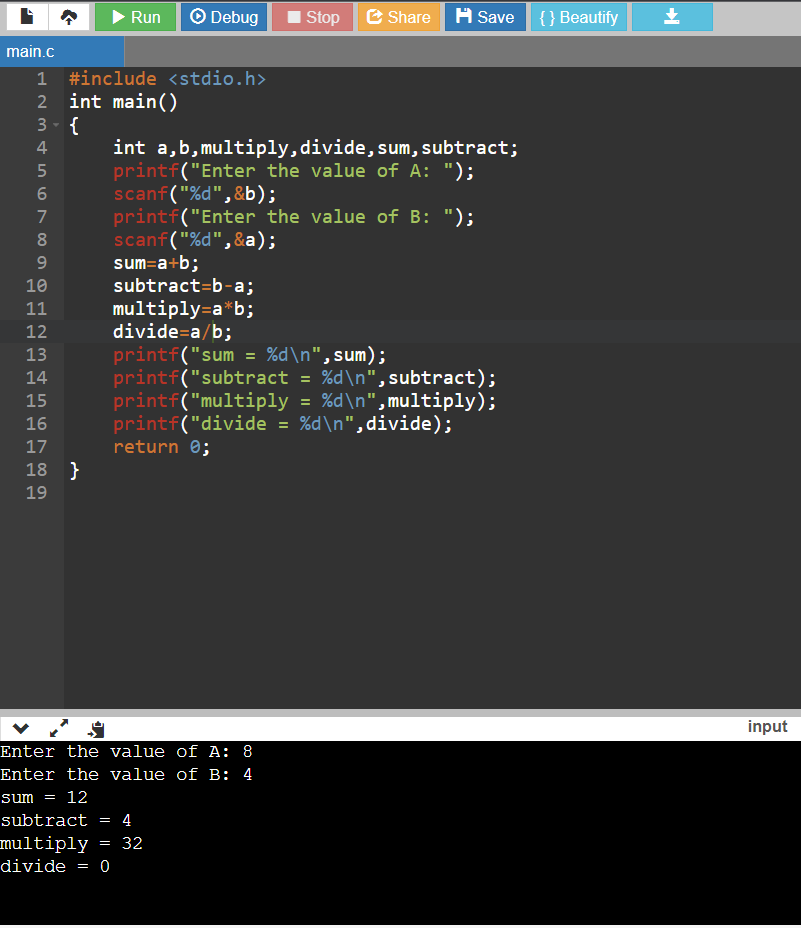 Run Debug Stop Share Save { } Beautify
main.c
1 #include <stdio.h>
2 int main()
3 {
4     int a,b,multiply,divide,sum,subtract;
5     printf("Enter the value of A: ");
6     scanf("%d",&b);
7     printf("Enter the value of B: ");
8     scanf("%d",&a);
9     sum=a+b;
10     subtract=b-a;
11     multiply=a*b;
12     divide=a/b;
13     printf("sum = %d\n",sum);
14     printf("subtract = %d\n",subtract);
15     printf("multiply = %d\n",multiply);
16     printf("divide = %d\n",divide);
17     return 0;
18 }
19
input
Enter the value of A: 8
Enter the value of B: 4
sum = 12
subtract = 4
multiply = 32
divide = 0